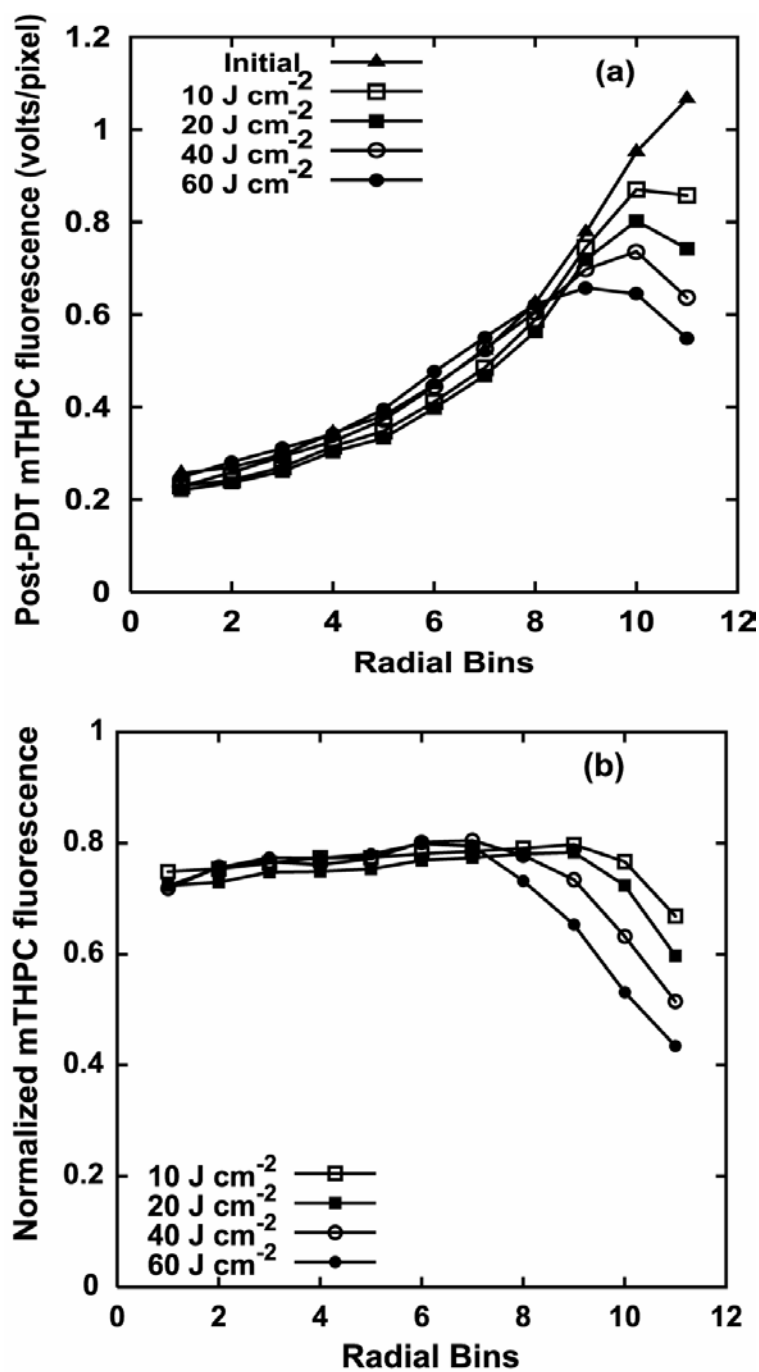 (a)
Initial
10 J cm-2
20 J cm-2
40 J cm-2
60 J cm-2
Post-PDT mTHPC fluorescence (volts/pixel)
1.2
1
0.8
0.6
0.4
0.2
0
0 2 4 6 8 10 12
Radial Bins
(b)
Normalized mTHPC fluorescence
1
0.8
0.6
0.4
0.2
0
10 J cm-2
20 J cm-2
40 J cm-2
60 J cm-2
0 2 4 6 8 10 12
Radial Bins